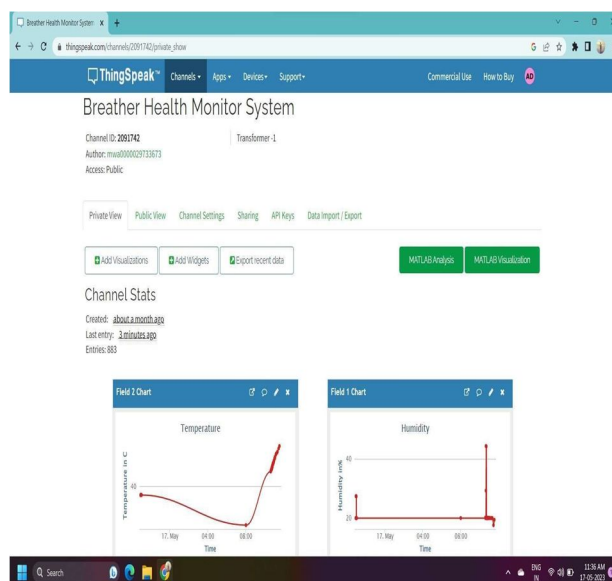 Breather Health Monitor System
thingspeak.com/channels/2091742/private_show
ThingSpeak™ Channels Apps Devices Support Commercial Use How to Buy AD
Breather Health Monitor System
Channel ID: 2091742 Transformer -1
Author: mwa0000029733673
Access: Public
Private View Public View Channel Settings Sharing API Keys Data Import / Export
Add Visualizations Add Widgets Export recent data MATLAB Analysis MATLAB Visualization
Channel Stats
Created: about a month ago
Last entry: 3 minutes ago
Entries: 883
Field 2 Chart
Temperature
Temperature in C
40
17. May 04:00 08:00
Time
Field 1 Chart
Humidity
Humidity in%
40
20
17. May 04:00 08:00
Time
Search ENG 11:36 AM
IN 17-05-2023